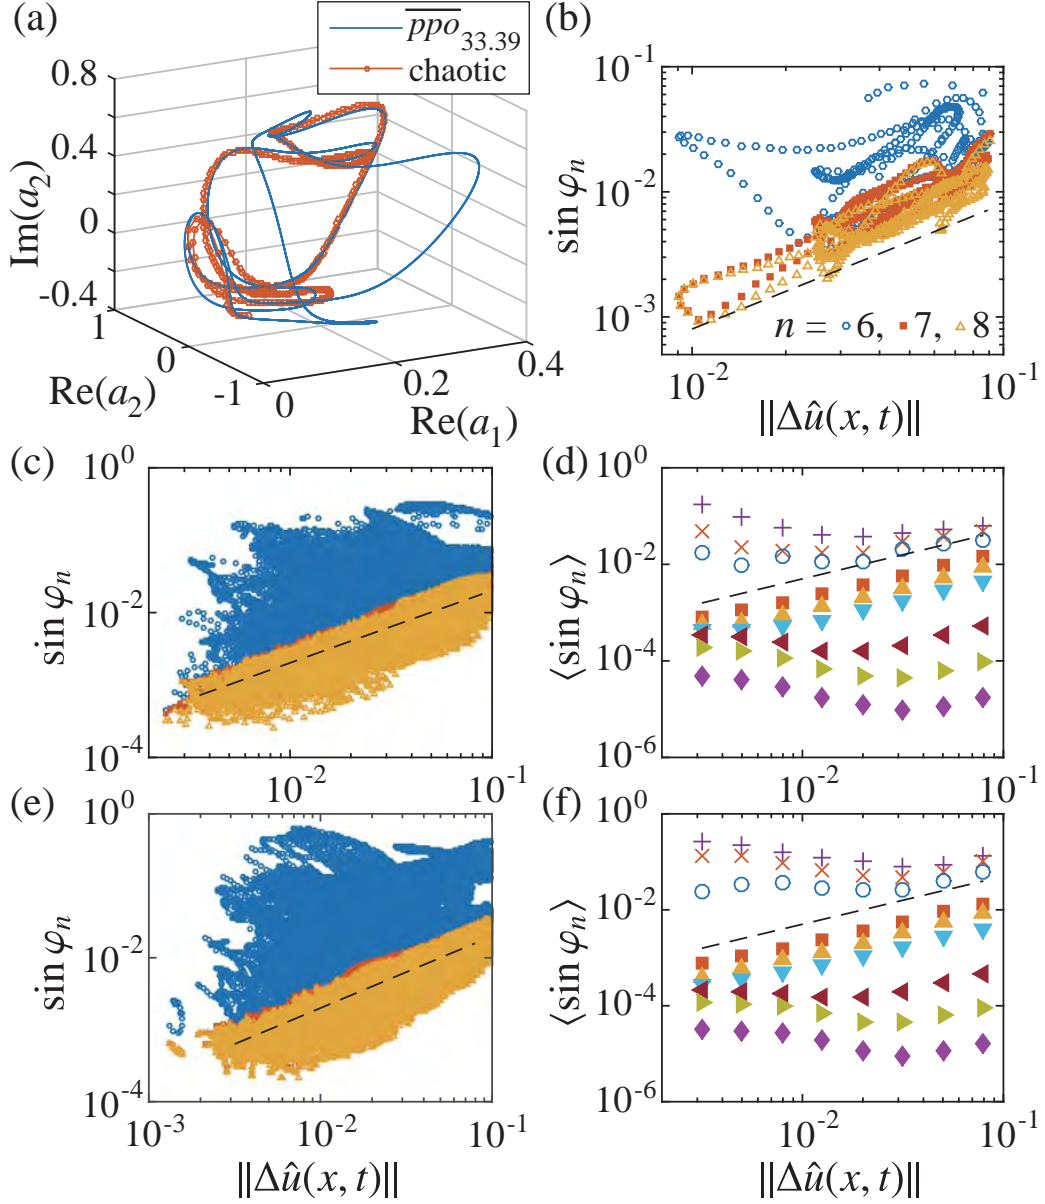 (a)
ppo 33.39
chaotic
0.8
0.4
0
-0.4
Im(a2)
1
0
-1
Re(a2)
0
0.2
0.4
Re(a1)
(b)
10^-1
10^-2
10^-3
sin φn
n = 6, 7, 8
10^-2
10^-1
||Δû(x, t)||
(c)
10^0
10^-2
10^-4
sin φn
10^-2
10^-1
(d)
10^0
10^-2
10^-4
10^-6
⟨sin φn⟩
10^-2
10^-1
(e)
10^0
10^-2
10^-4
sin φn
10^-3
10^-2
10^-1
||Δû(x, t)||
(f)
10^0
10^-2
10^-4
10^-6
⟨sin φn⟩
10^-2
10^-1
||Δû(x, t)||